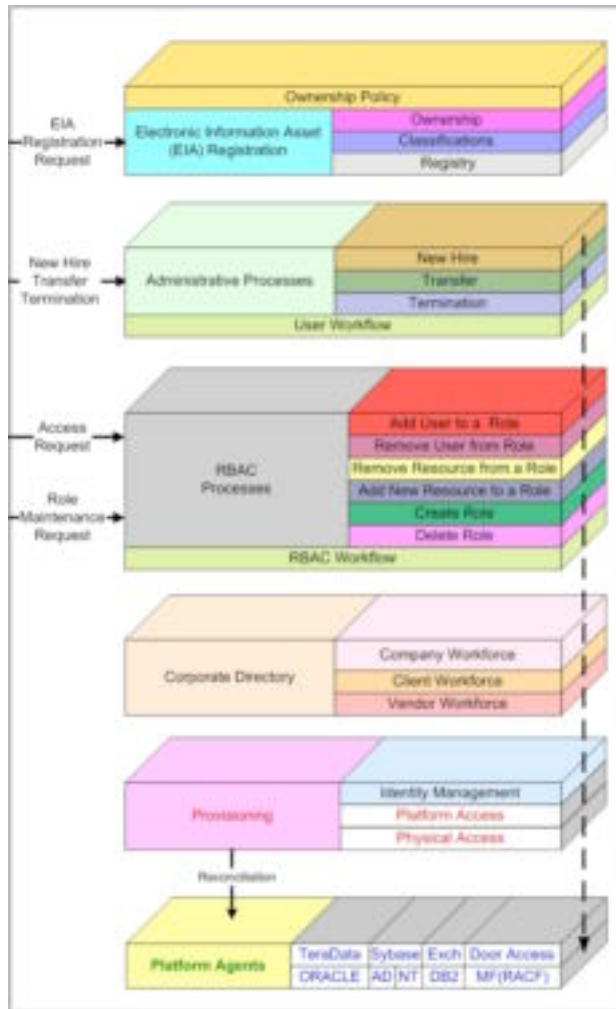 Ownership Policy
EIA
Registration
Request
Electronic Information Asset
(EIA) Registration
Ownership
Classifications
Registry
New Hire
Transfer
Termination
Administrative Processes
New Hire
Transfer
Termination
User Workflow
Access
Request
Role
Maintenance
Request
RBAC
Processes
Add User to a Role
Remove User from Role
Remove Resource from a Role
Add New Resource to a Role
Create Role
Delete Role
RBAC Workflow
Corporate Directory
Company Workforce
Client Workforce
Vendor Workforce
Provisioning
Identity Management
Platform Access
Physical Access
Reconciliation
Platform Agents
TeraData Sybase Exch Door Access
ORACLE AD NT DB2 MF(RACF)